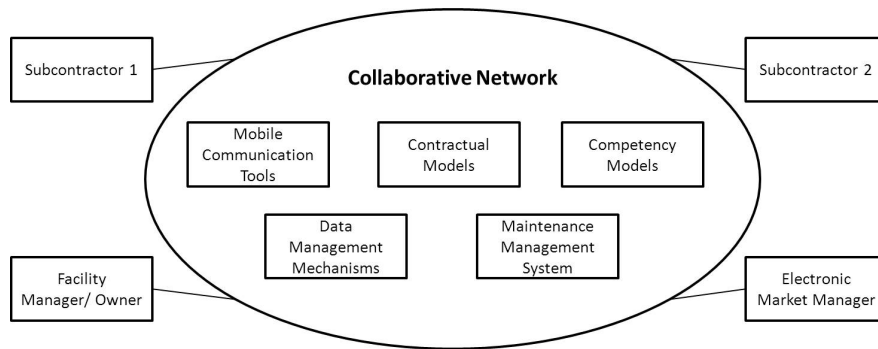 Subcontractor 1
Subcontractor 2
Collaborative Network
Mobile
Communication
Tools
Contractual
Models
Competency
Models
Data
Management
Mechanisms
Maintenance
Management
System
Facility
Manager/ Owner
Electronic
Market Manager